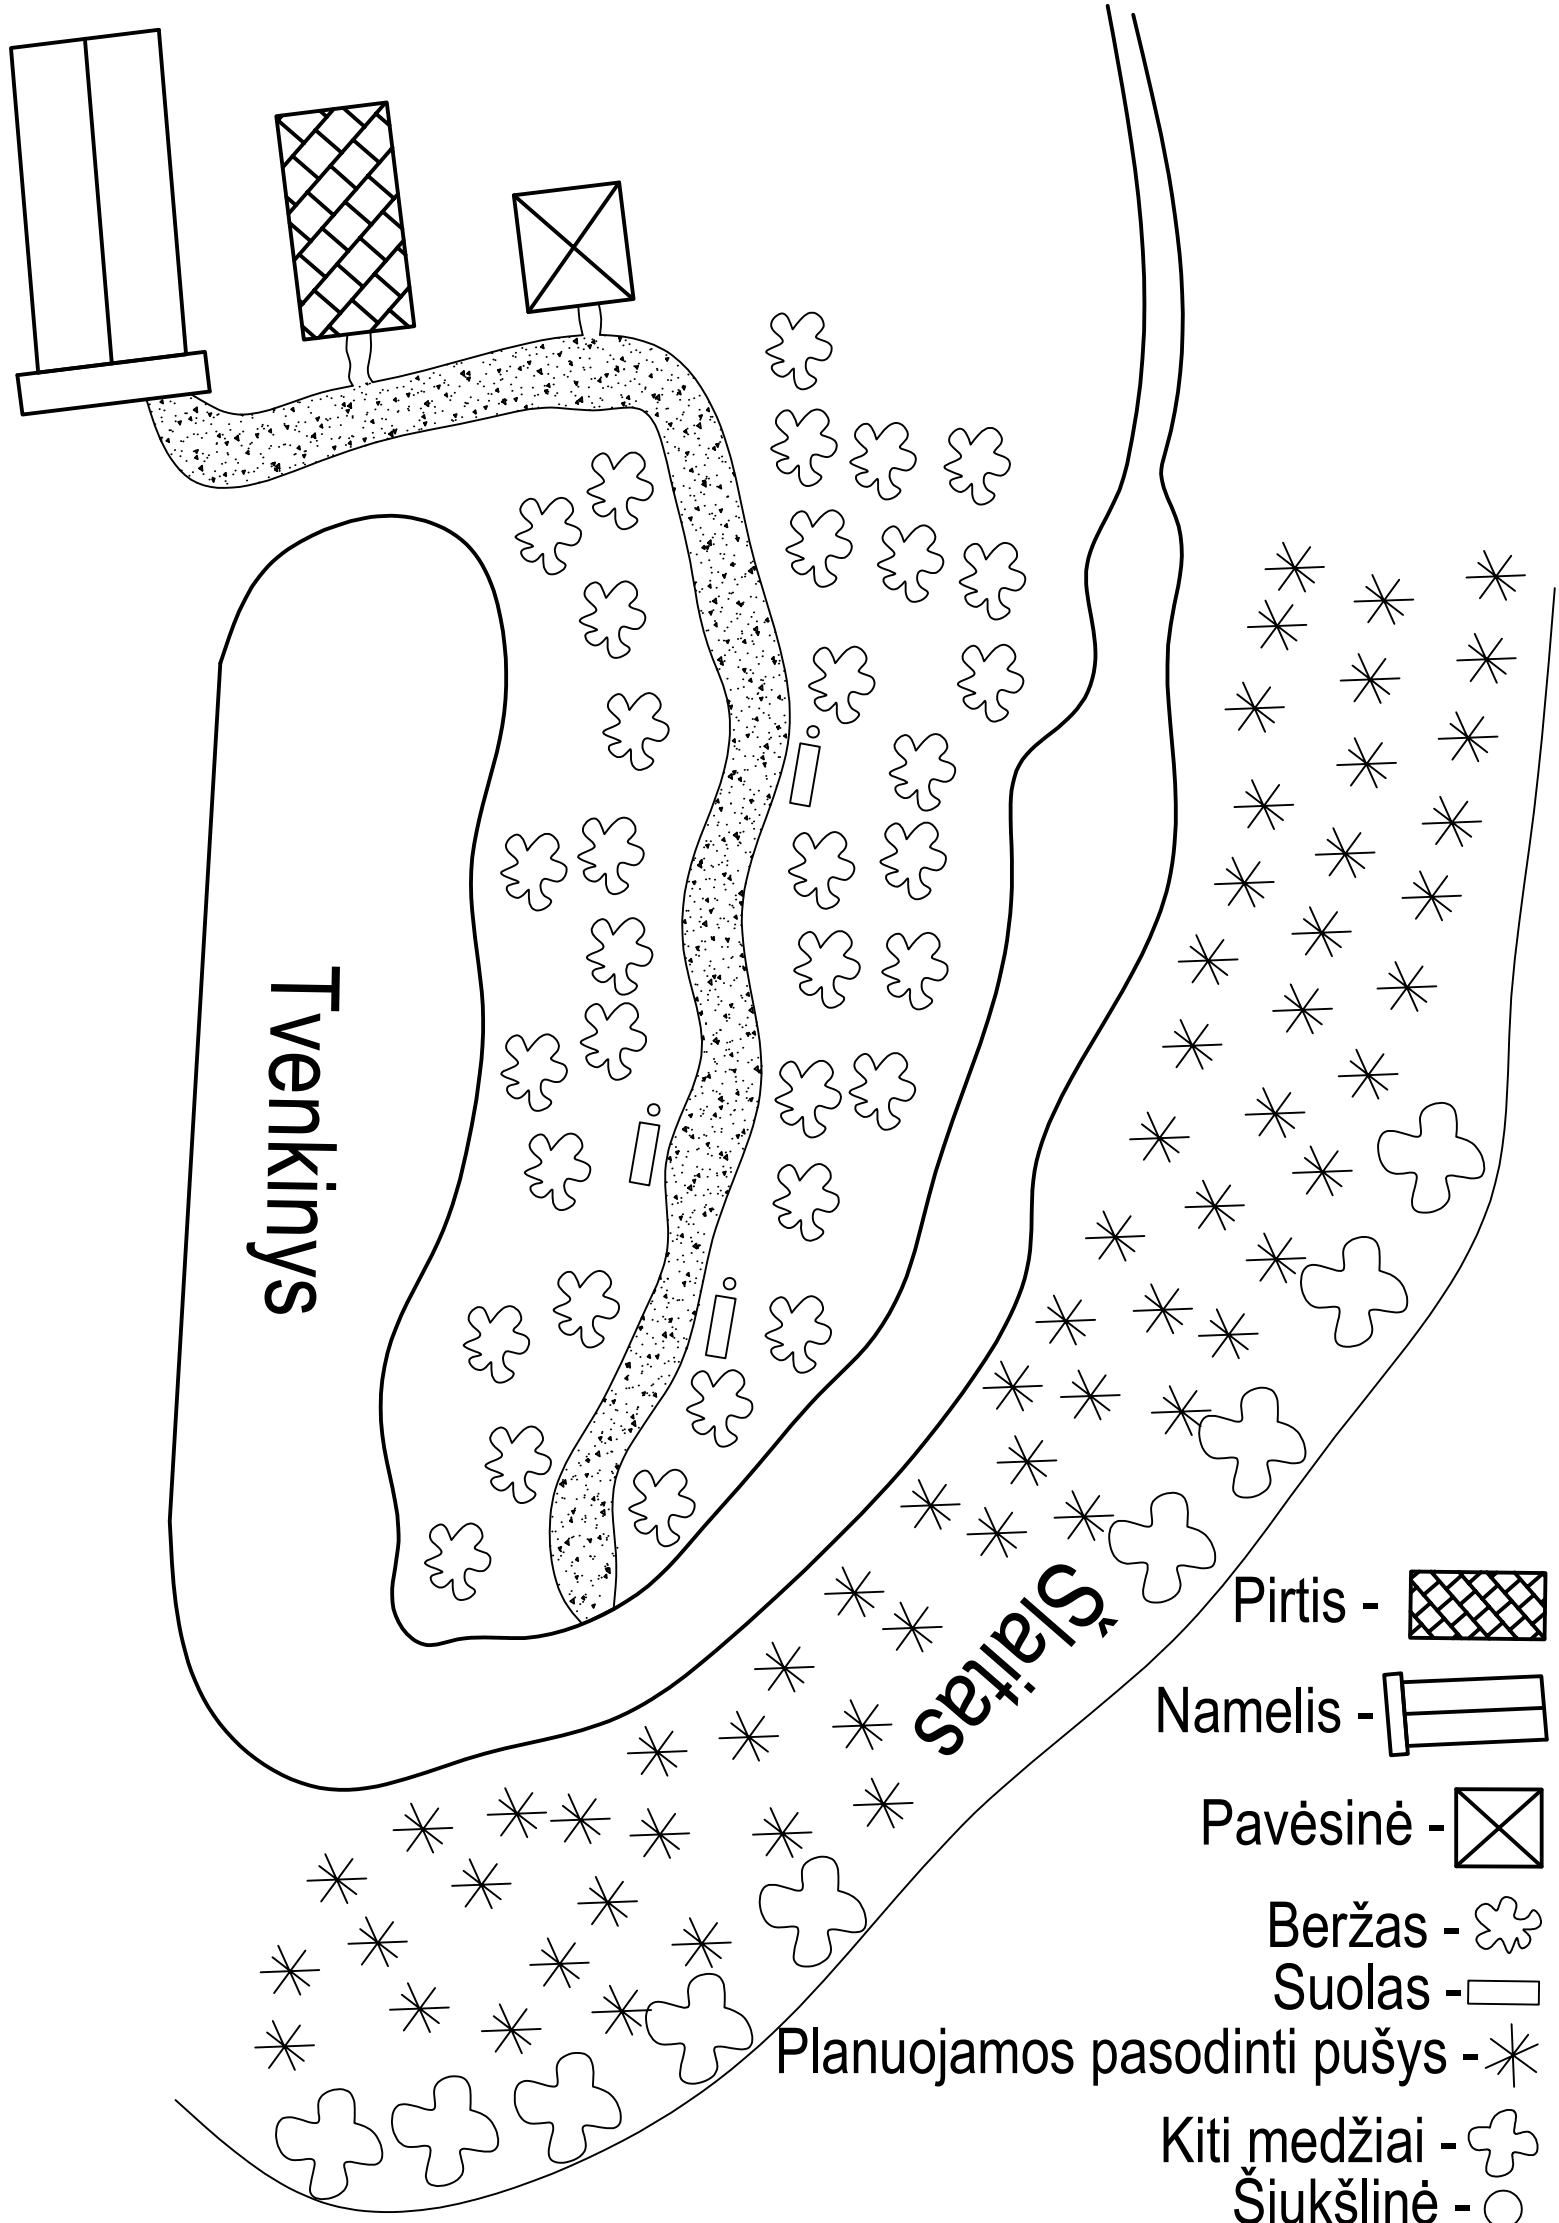 Tvenkinys
Šlaitas
Pirtis -
Namelis -
Pavėsinė -
Beržas -
Suolas -
Planuojamos pasodinti pušys -
Kiti medžiai -
Šiukšlinė -